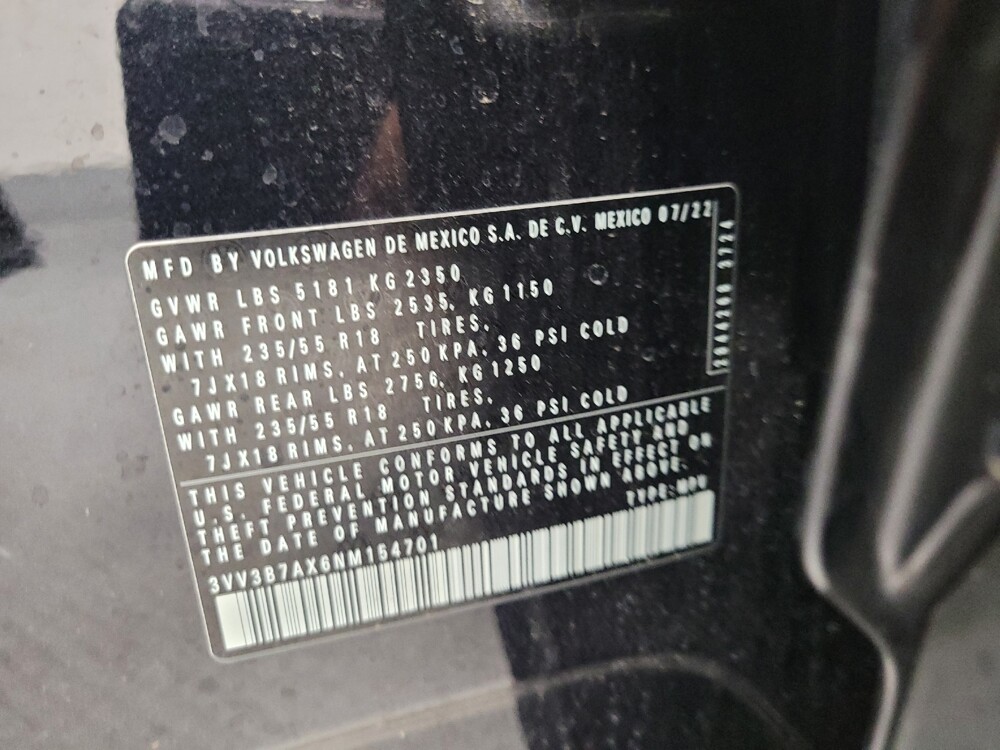 MFD BY VOLKSWAGEN DE MEXICO S.A. DE C.V. MEXICO 07/22
GVWR LBS 5181 KG 2350
GAWR FRONT LBS 2535. KG 1150
WITH 235/55 R18 TIRES.
7JX18 RIMS. AT 250 KPA. 36 PSI COLD
GAWR REAR LBS 2756. KG 1250
WITH 235/55 R18 TIRES.
7JX18 RIMS. AT 250 KPA. 36 PSI COLD
THIS VEHICLE CONFORMS TO ALL APPLICABLE
U.S. FEDERAL MOTOR VEHICLE SAFETY AND
THEFT PREVENTION STANDARDS IN EFFECT ON
THE DATE OF MANUFACTURE SHOWN ABOVE.
TYPE:MPV
3VV3B7AX6NM154701